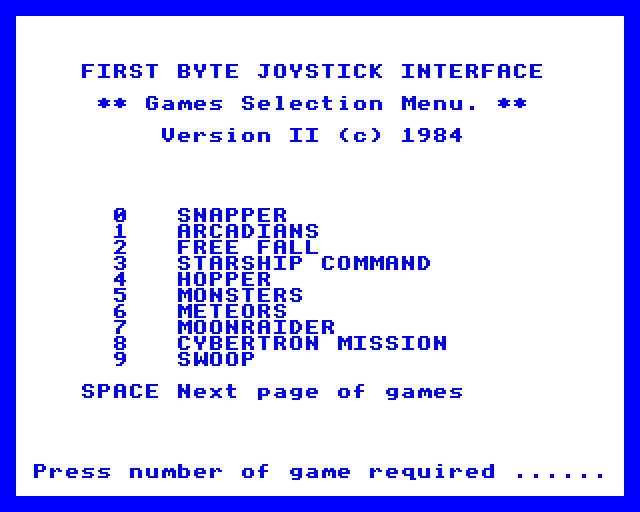 FIRST BYTE JOYSTICK INTERFACE
** Games Selection Menu. **
Version II (c) 1984
0 SNAPPER
1 ARCADIANS
2 FREE FALL
3 STARSHIP COMMAND
4 HOPPER
5 MONSTERS
6 METEORS
7 MOONRAIDER
8 CYBERTRON MISSION
9 SWOOP
SPACE Next page of games
Press number of game required ......